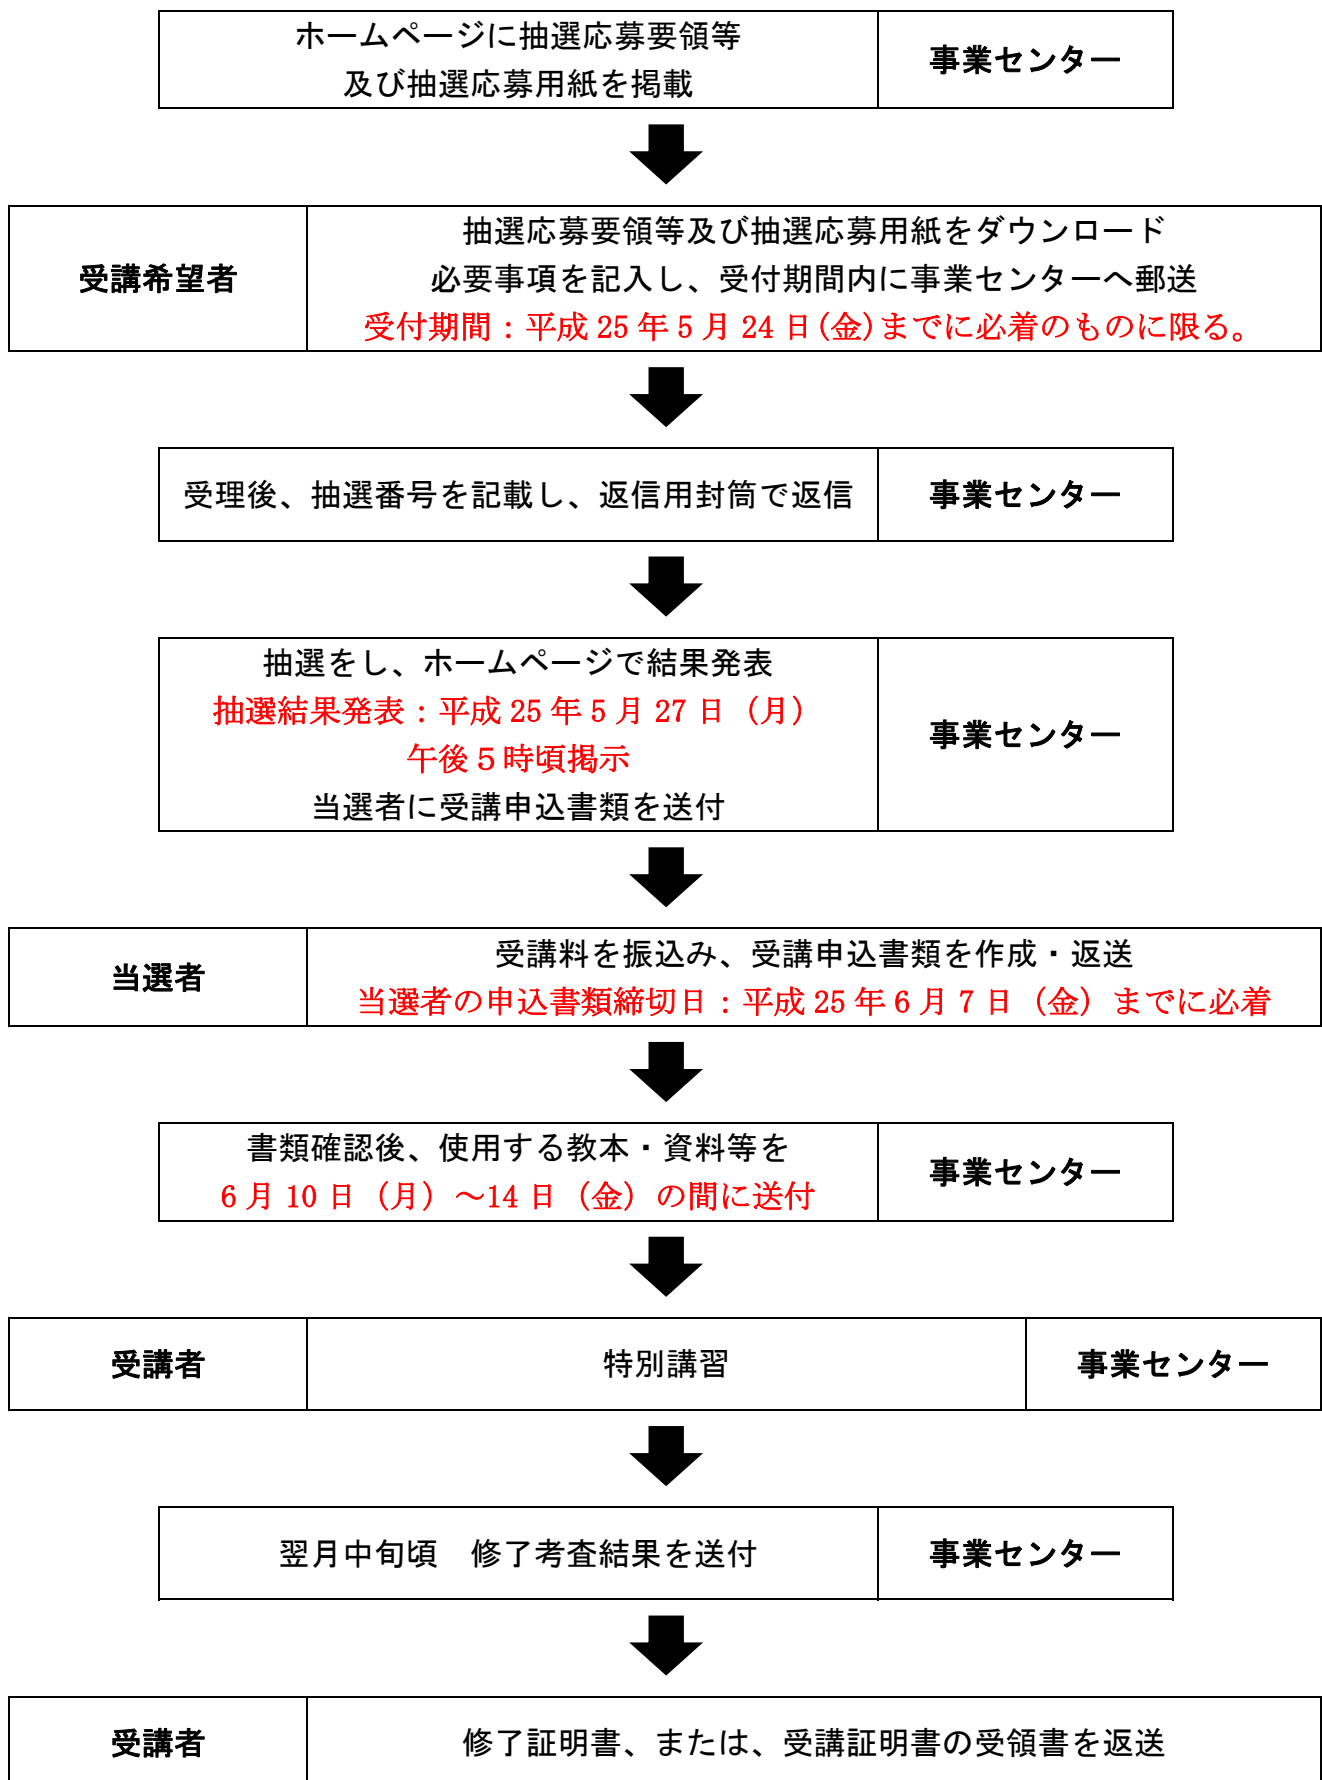 ホームページに抽選応募要領等
及び抽選応募用紙を掲載
事業センター
受講希望者
抽選応募要領等及び抽選応募用紙をダウンロード
必要事項を記入し、受付期間内に事業センターへ郵送
受付期間：平成 25 年 5 月 24 日(金)までに必着のものに限る。
受理後、抽選番号を記載し、返信用封筒で返信
事業センター
抽選をし、ホームページで結果発表
抽選結果発表：平成 25 年 5 月 27 日（月）
午後５時頃掲示
当選者に受講申込書類を送付
事業センター
当選者
受講料を振込み、受講申込書類を作成・返送
当選者の申込書類締切日：平成 25 年 6 月 7 日（金）までに必着
書類確認後、使用する教本・資料等を
6 月 10 日（月）～14 日（金）の間に送付
事業センター
受講者
特別講習
事業センター
翌月中旬頃　修了考査結果を送付
事業センター
受講者
修了証明書、または、受講証明書の受領書を返送